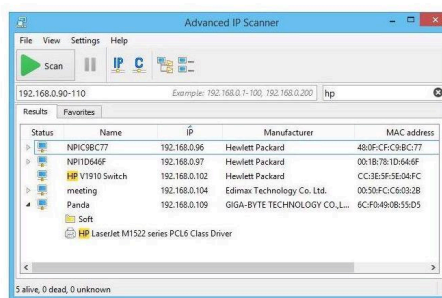 Advanced IP Scanner
File View Settings Help
Scan IP C
192.168.0.90-110 Example: 192.168.0.1-100, 192.168.0.200 hp
Results Favorites
Status Name IP Manufacturer MAC address
NPIC9BC77 192.168.0.96 Hewlett Packard 48:0F:CF:C9:BC:77
NPI1D646F 192.168.0.97 Hewlett Packard 00:1B:78:1D:64:6F
HP V1910 Switch 192.168.0.102 Hewlett Packard CC:3E:5F:5E:04:FC
meeting 192.168.0.104 Edimax Technology Co. Ltd. 00:50:FC:C6:03:2B
Panda 192.168.0.109 GIGA-BYTE TECHNOLOGY CO.,L... 6C:F0:49:0B:55:D5
Soft
HP LaserJet M1522 series PCL6 Class Driver
5 alive, 0 dead, 0 unknown